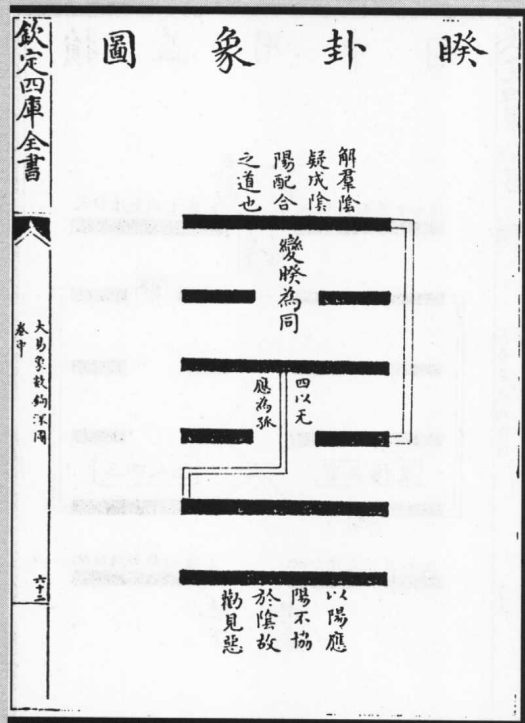 睽卦象圖
解羣陰
疑成陰
陽配合
之道也
變睽為同
四以无
應為孤
以陽應
陽不協
於陰故
勸見惡
欽定四庫全書
大易象數鈎深圖
卷中
六十三